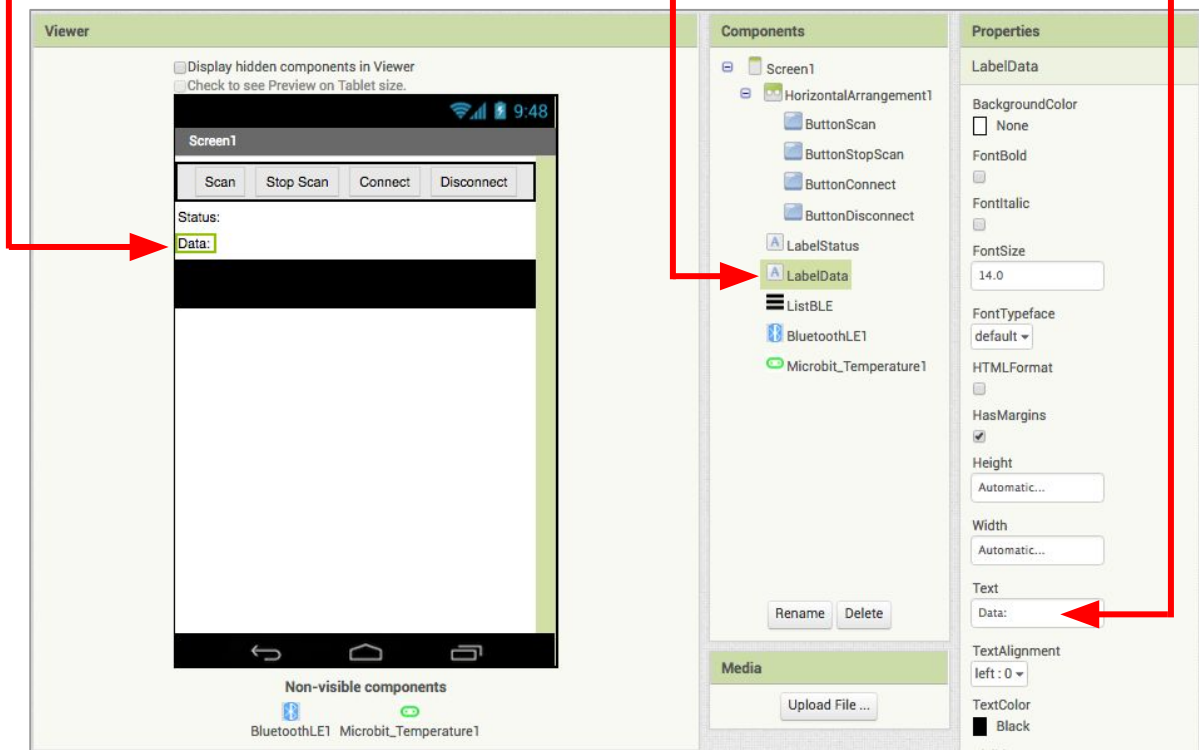 Viewer
Display hidden components in Viewer
Check to see Preview on Tablet size.
9:48
Screen1
Scan Stop Scan Connect Disconnect
Status:
Data:
Non-visible components
BluetoothLE1 Microbit_Temperature1
Components
Screen1
HorizontalArrangement1
ButtonScan
ButtonStopScan
ButtonConnect
ButtonDisconnect
A LabelStatus
A LabelData
ListBLE
BluetoothLE1
Microbit_Temperature1
Rename Delete
Media
Upload File ...
Properties
LabelData
BackgroundColor
None
FontBold
FontItalic
FontSize
14.0
FontTypeface
default
HTMLFormat
HasMargins
Height
Automatic...
Width
Automatic...
Text
Data:
TextAlignment
left : 0
TextColor
Black